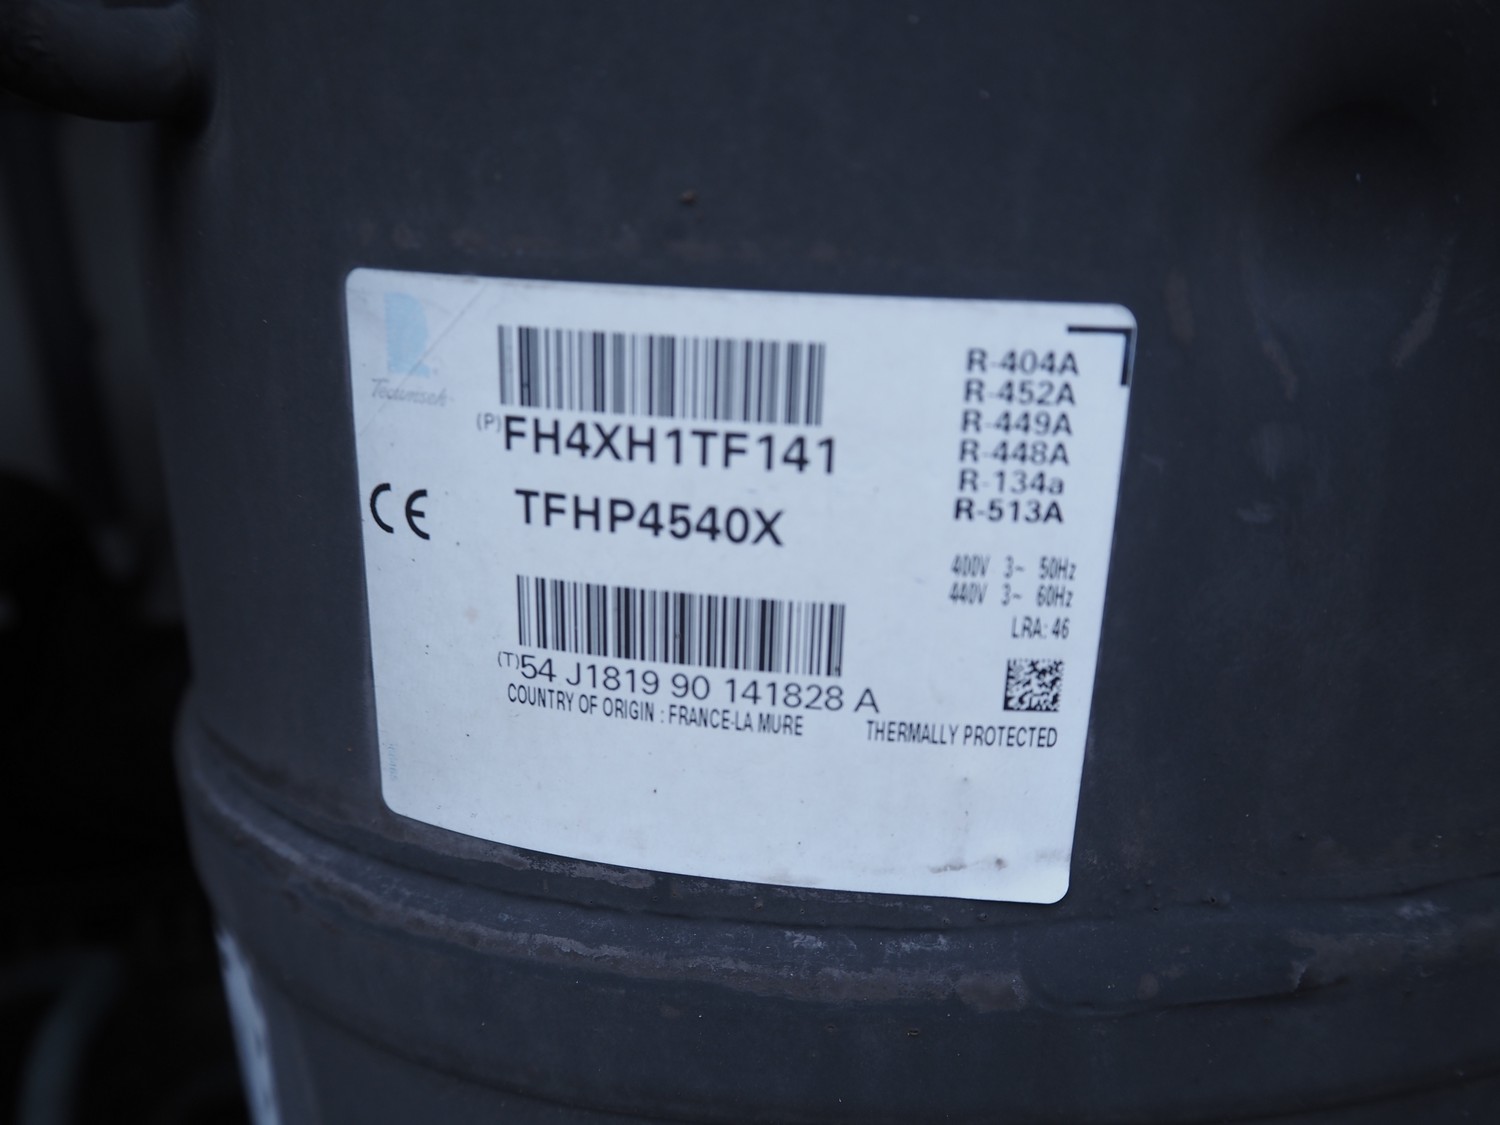 Tecumseh
(P)FH4XH1TF141
TFHP4540X
CE
(T)54 J1819 90 141828 A
COUNTRY OF ORIGIN : FRANCE-LA MURE
R-404A
R-452A
R-449A
R-448A
R-134a
R-513A
400V 3~ 50Hz
440V 3~ 60Hz
LRA: 46
THERMALLY PROTECTED